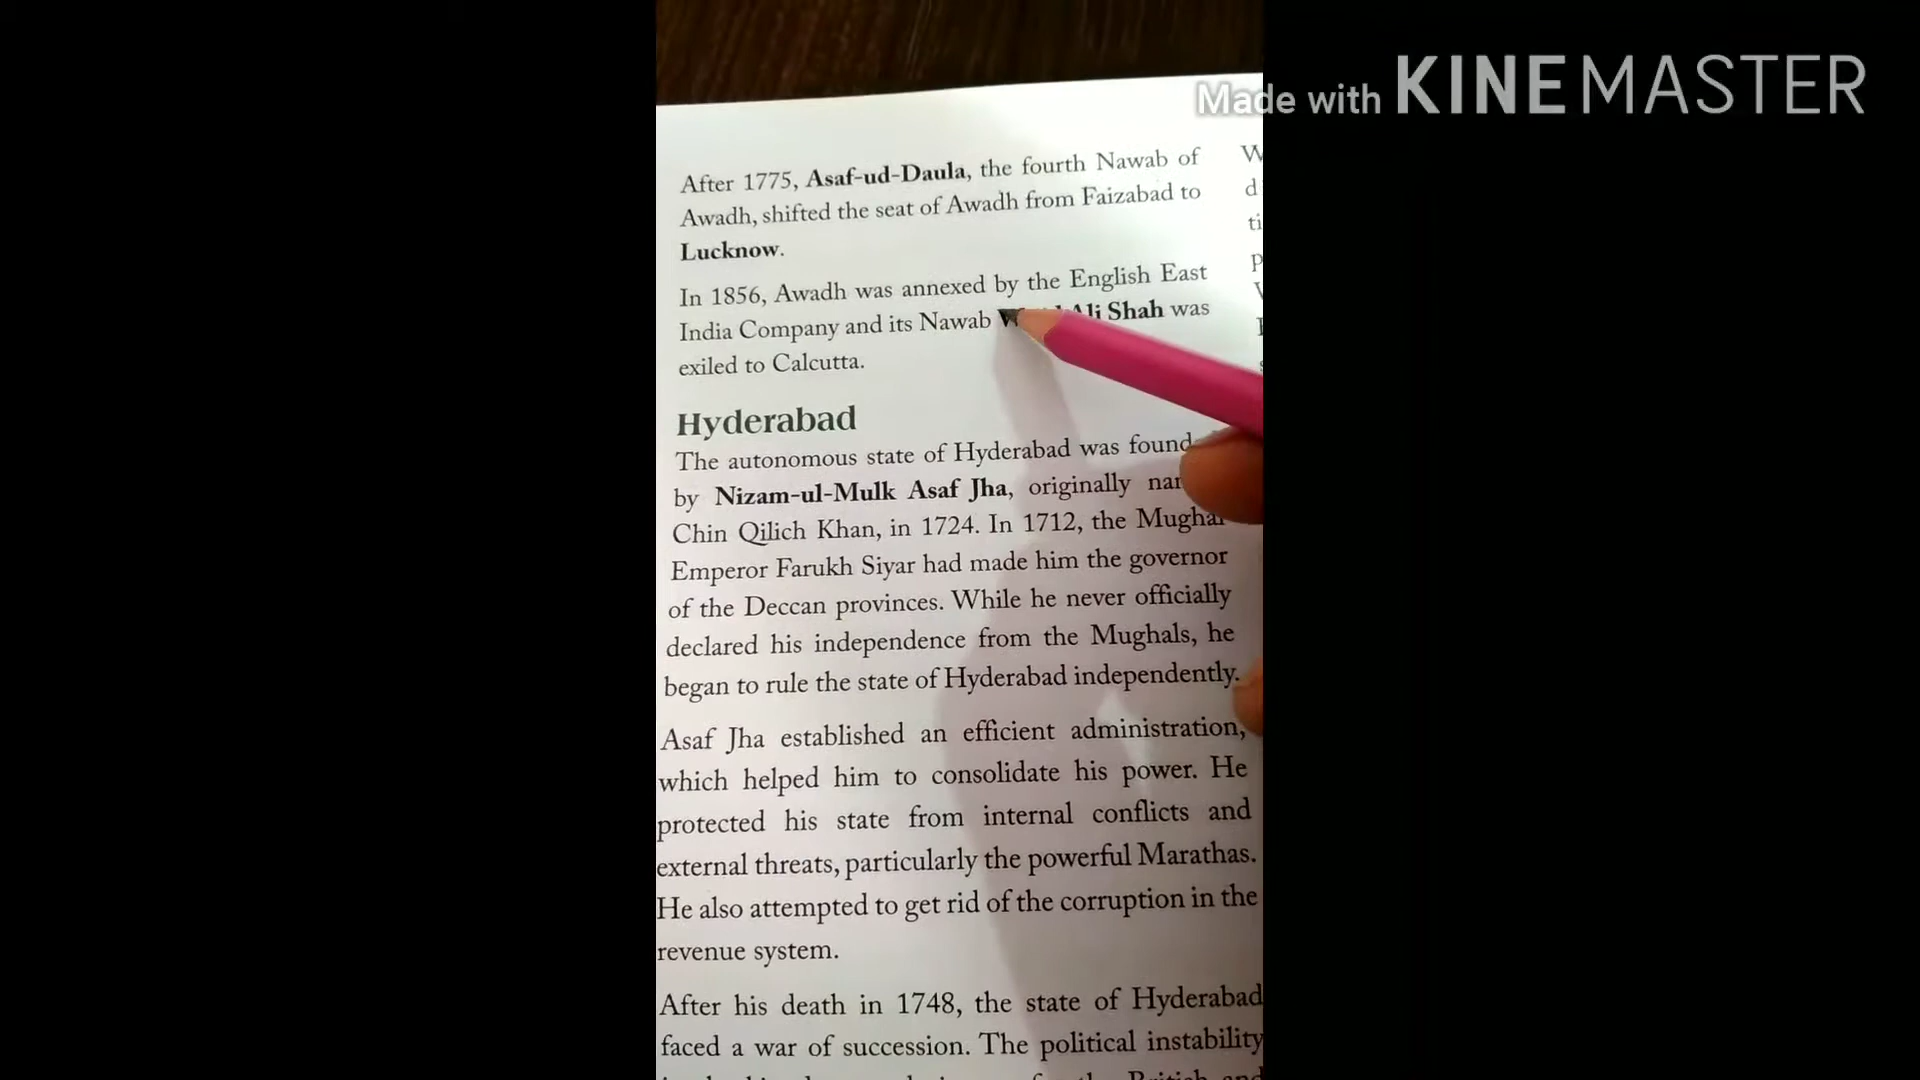 Made with KINEMASTER
After 1775, Asaf-ud-Daula, the fourth Nawab of
Awadh, shifted the seat of Awadh from Faizabad to
Lucknow.
In 1856, Awadh was annexed by the English East
India Company and its Nawab Ali Shah was
exiled to Calcutta.
Hyderabad
The autonomous state of Hyderabad was found
by Nizam-ul-Mulk Asaf Jha, originally
Chin Qilich Khan, in 1724. In 1712, the Mughal
Emperor Farukh Siyar had made him the governor
of the Deccan provinces. While he never officially
declared his independence from the Mughals, he
began to rule the state of Hyderabad independently.
Asaf Jha established an efficient administration,
which helped him to consolidate his power. He
protected his state from internal conflicts and
external threats, particularly the powerful Marathas.
He also attempted to get rid of the corruption in the
revenue system.
After his death in 1748, the state of Hyderabad
faced a war of succession. The political instability